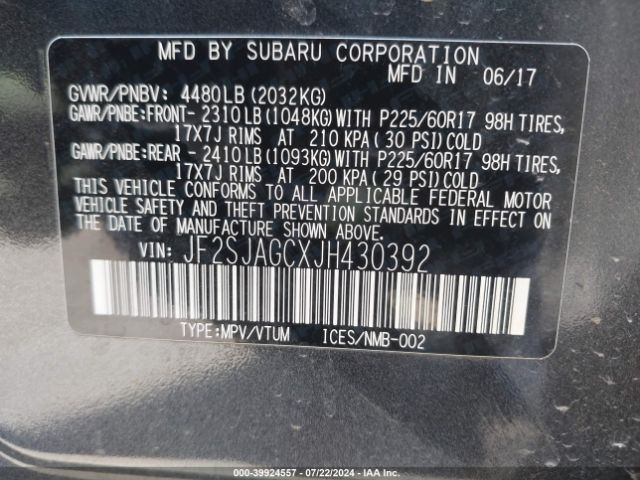 MFD BY SUBARU CORPORATION
MFD IN 06/17
GVWR/PNBV: 4480LB (2032KG)
GAWR/PNBE:FRONT- 2310LB (1048KG) WITH P225/60R17 98H TIRES,
17X7J RIMS AT 210 KPA ( 30 PSI) COLD
GAWR/PNBE:REAR - 2410LB (1093KG) WITH P225/60R17 98H TIRES,
17X7J RIMS AT 200 KPA ( 29 PSI) COLD
THIS VEHICLE CONFORMS TO ALL APPLICABLE FEDERAL MOTOR
VEHICLE SAFETY AND THEFT PREVENTION STANDARDS IN EFFECT ON
THE DATE OF MANUFACTURE SHOWN ABOVE.
VIN: JF2SJAGCXJH430392
TYPE:MPV/VTUM ICES/NMB-002
000-39924557 - 07/22/2024 - IAA Inc.